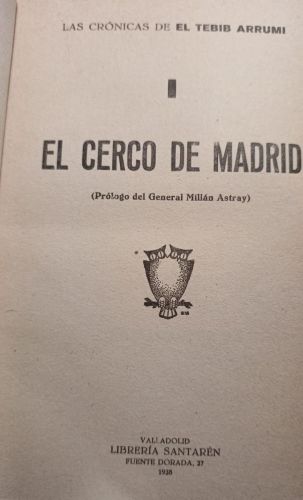 LAS CRÓNICAS DE EL TEBIB ARRUMI
I
EL CERCO DE MADRID
(Prólogo del General Millán Astray)
VALLADOLID
LIBRERÍA SANTARÉN
FUENTE DORADA, 27
1938